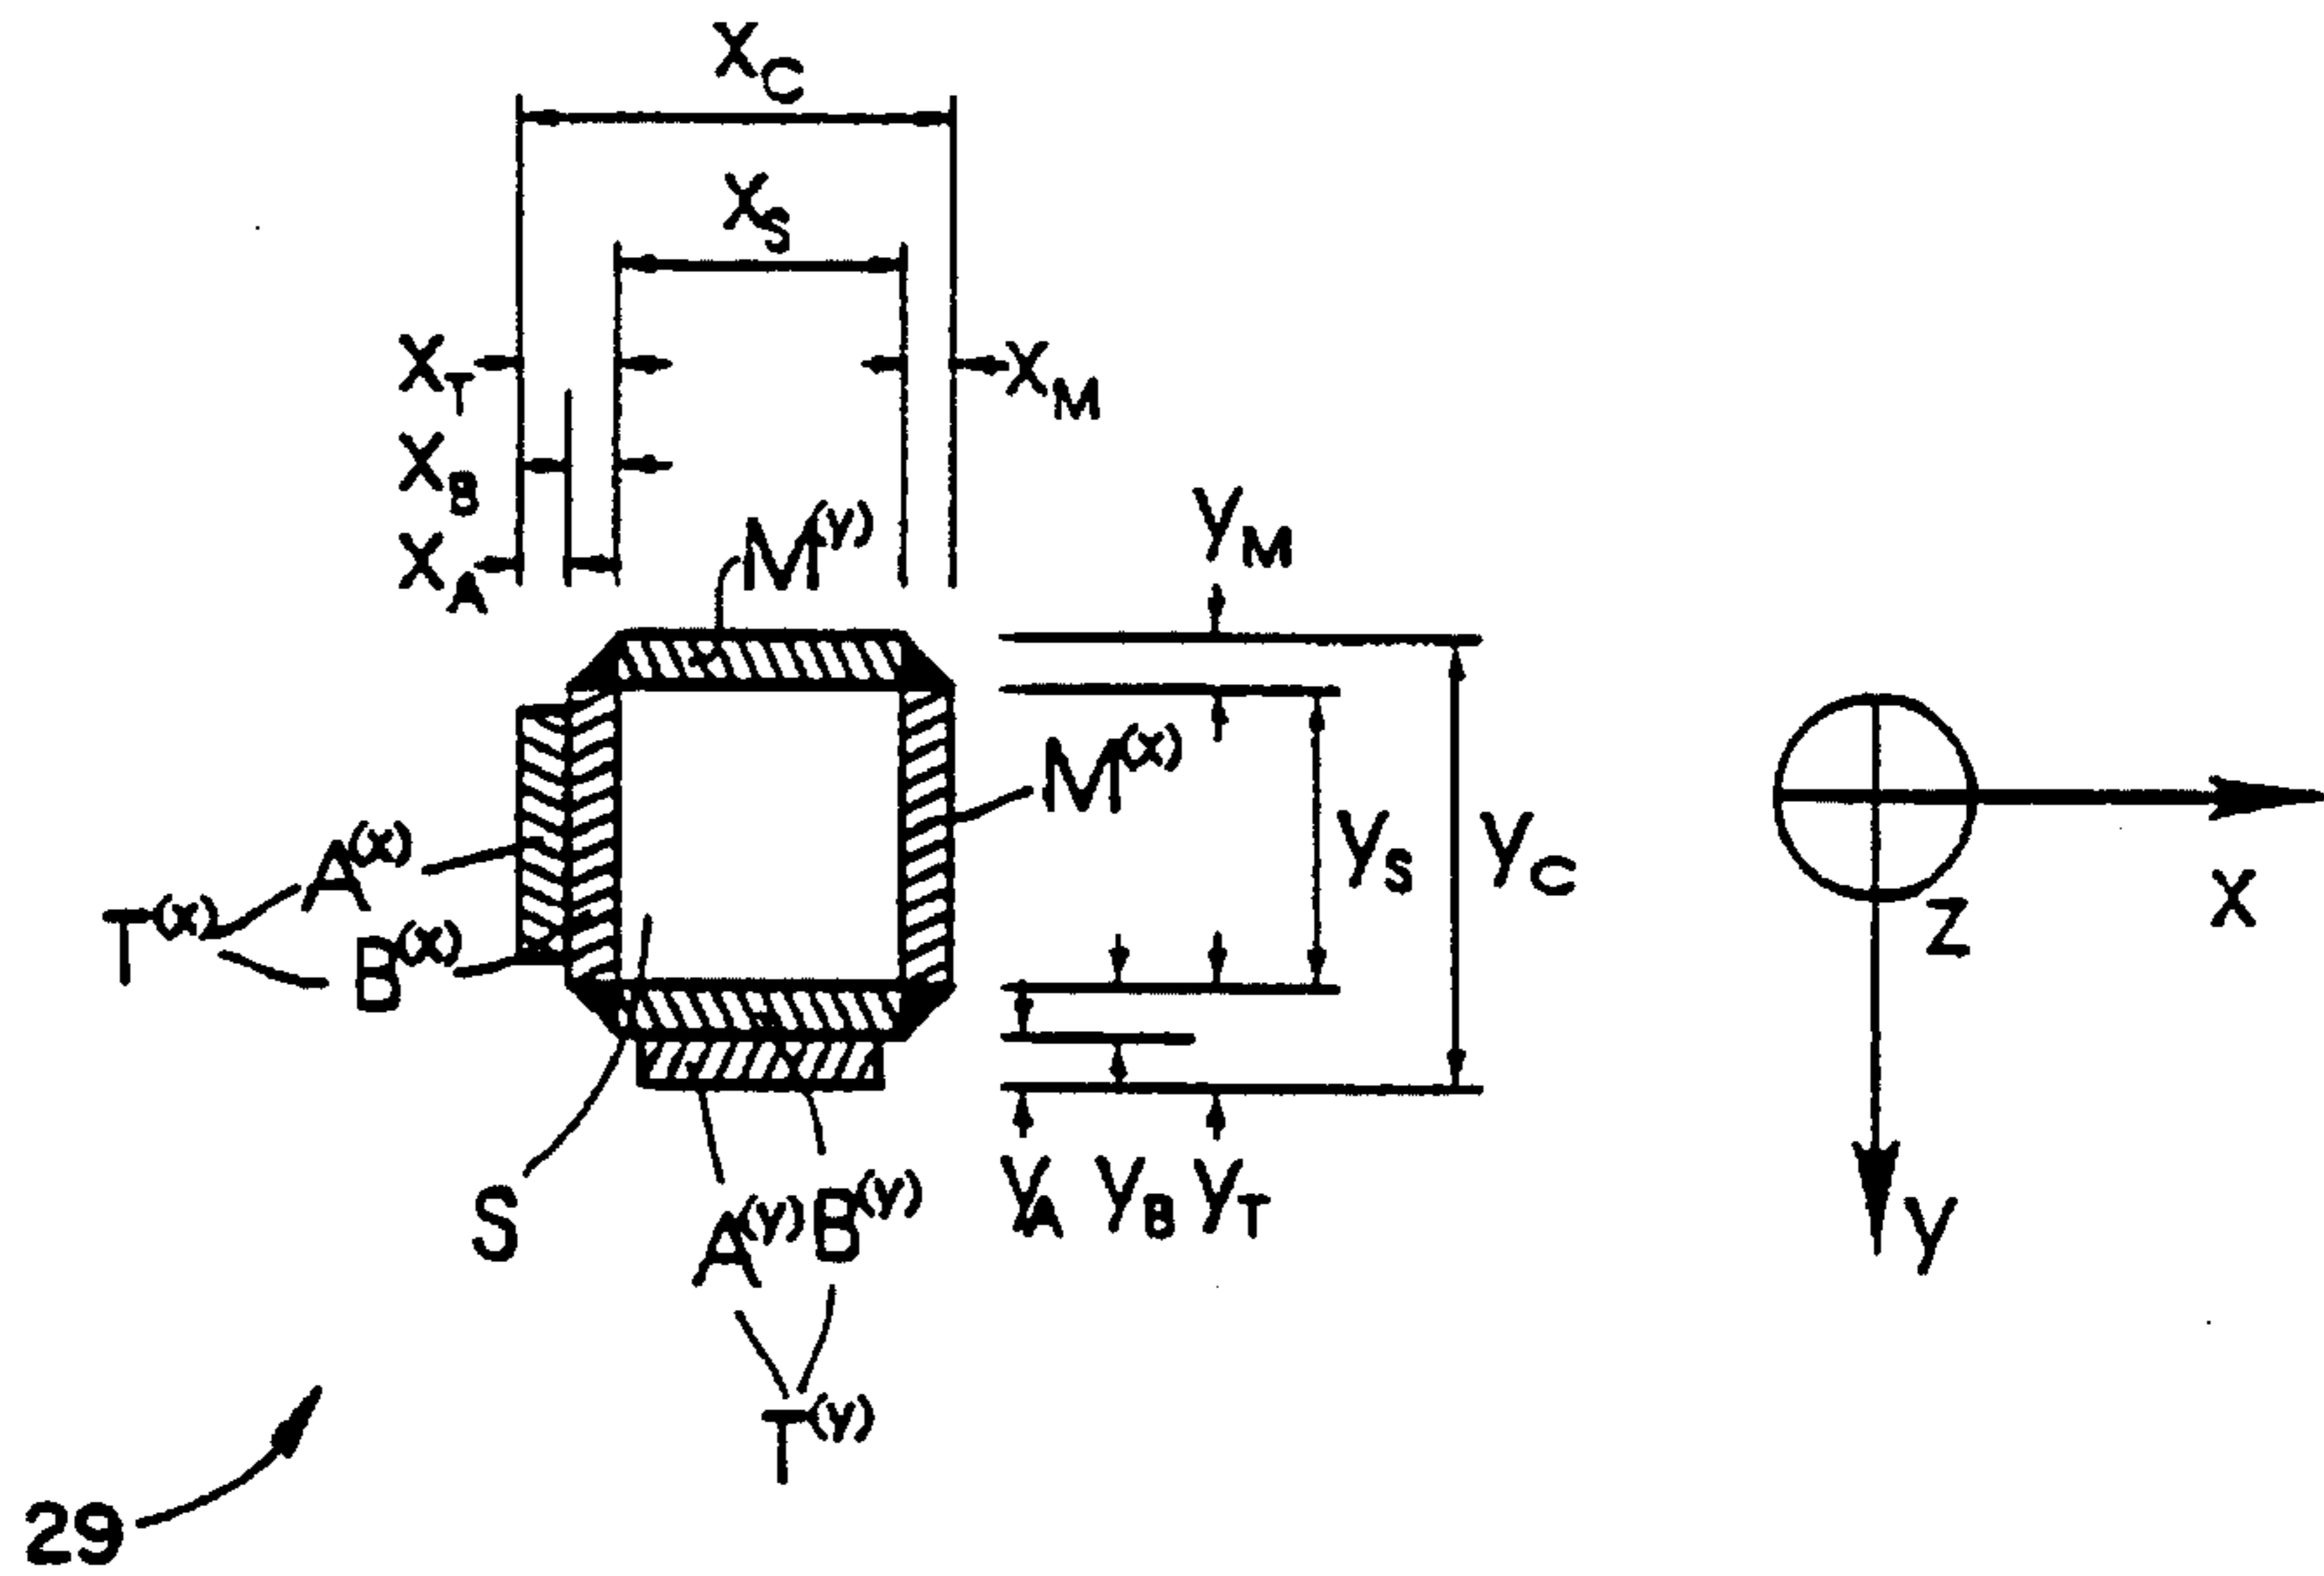 X_C
X_S
X_T X_M
X_B
M^(y) Y_M
X_A
M^(x)
A^(x) Y_S Y_C
T^(x) B^(x) Z X
S A^(y) B^(y) Y_A Y_B Y_T y
T^(y)
29